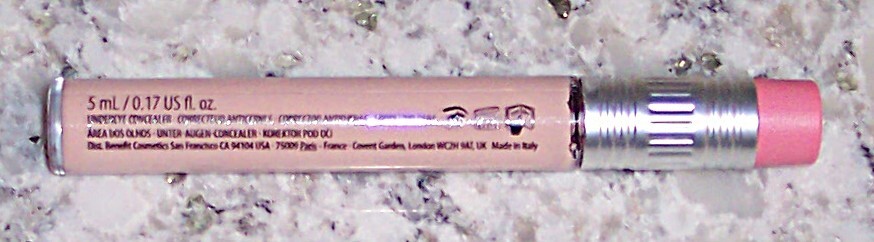 5 mL / 0.17 US fl. oz.
UNDEREYE CONCEALER · CORRECTEUR ANTICERNES ·
ÁREA DOS OLHOS · UNTER-AUGEN-CONCEALER · KOREKTOR POD OCI
Dist. Benefit Cosmetics San Francisco CA 94104 USA · 75009 Paris · France · Covent Garden, London WC2H 9AT, UK Made in Italy